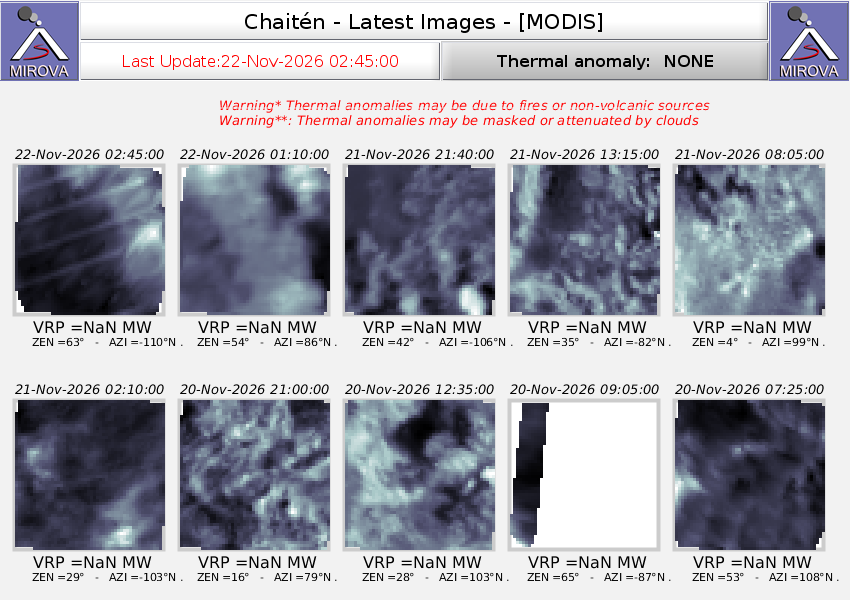 Chaitén - Latest Images - [MODIS]
MIROVA
Last Update:22-Nov-2026 02:45:00
Thermal anomaly: NONE
MIROVA
Warning* Thermal anomalies may be due to fires or non-volcanic sources
Warning**: Thermal anomalies may be masked or attenuated by clouds
22-Nov-2026 02:45:00 22-Nov-2026 01:10:00 21-Nov-2026 21:40:00 21-Nov-2026 13:15:00 21-Nov-2026 08:05:00
VRP =NaN MW VRP =NaN MW VRP =NaN MW VRP =NaN MW VRP =NaN MW
ZEN =63° - AZI =-110°N . ZEN =54° - AZI =86°N . ZEN =42° - AZI =-106°N . ZEN =35° - AZI =-82°N . ZEN =4° - AZI =99°N .
21-Nov-2026 02:10:00 20-Nov-2026 21:00:00 20-Nov-2026 12:35:00 20-Nov-2026 09:05:00 20-Nov-2026 07:25:00
VRP =NaN MW VRP =NaN MW VRP =NaN MW VRP =NaN MW VRP =NaN MW
ZEN =29° - AZI =-103°N . ZEN =16° - AZI =79°N . ZEN =28° - AZI =103°N . ZEN =65° - AZI =-87°N . ZEN =53° - AZI =108°N .